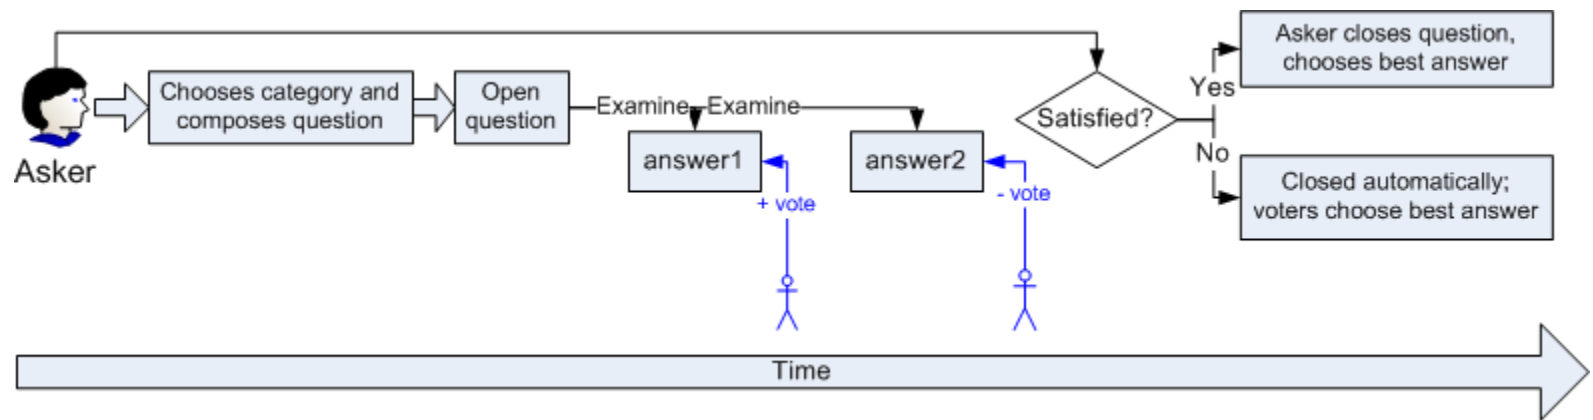 Asker
Chooses category and
composes question
Open
question
Examine
Examine
answer1
+ vote
answer2
- vote
Satisfied?
Yes
Asker closes question,
chooses best answer
No
Closed automatically;
voters choose best answer
Time